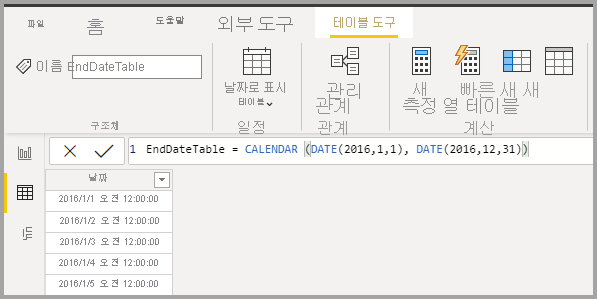 파일 홈 도움말 외부 도구 테이블 도구
이름 EndDateTable
날짜로 표시
테이블
관리
관계
새 빠른 새 새
측정 열 테이블
구조체 일정 관계 계산
1 EndDateTable = CALENDAR (DATE(2016,1,1), DATE(2016,12,31))
날짜
2016/1/1 오전 12:00:00
2016/1/2 오전 12:00:00
2016/1/3 오전 12:00:00
2016/1/4 오전 12:00:00
2016/1/5 오전 12:00:00